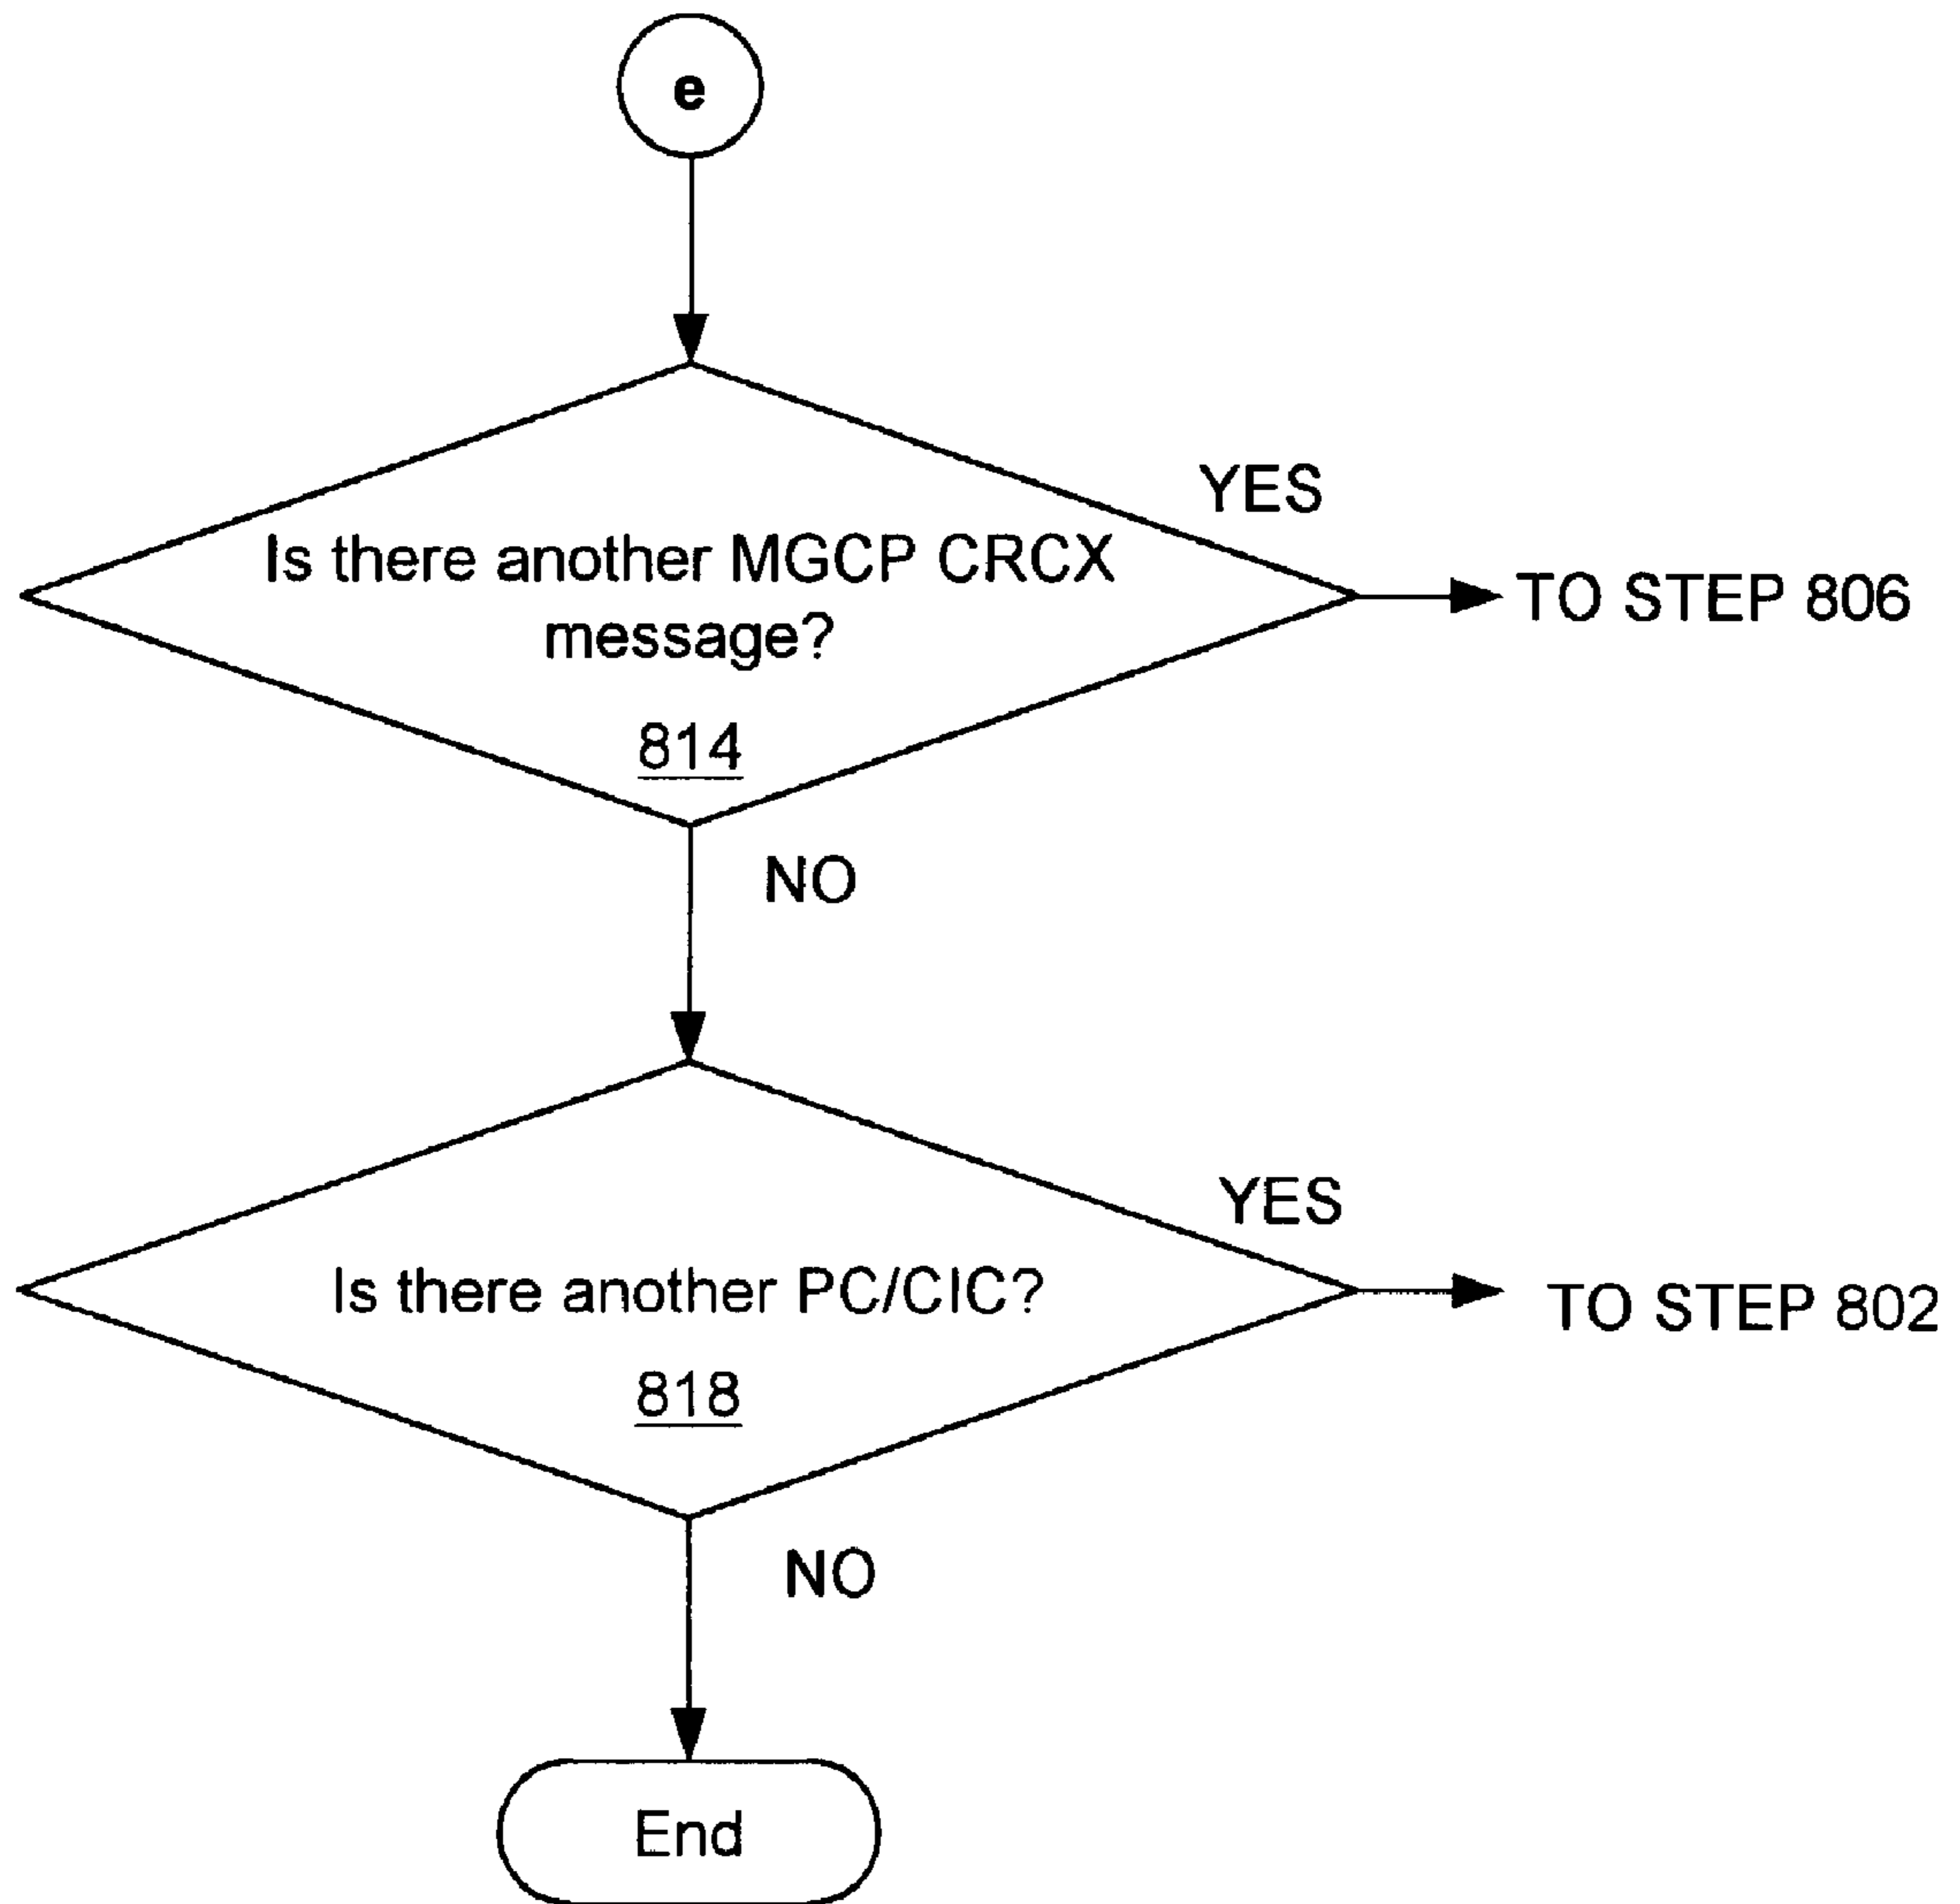 e
YES
Is there another MGCP CRCX
message?
TO STEP 806
814
NO
YES
Is there another PC/CIC?
TO STEP 802
818
NO
End